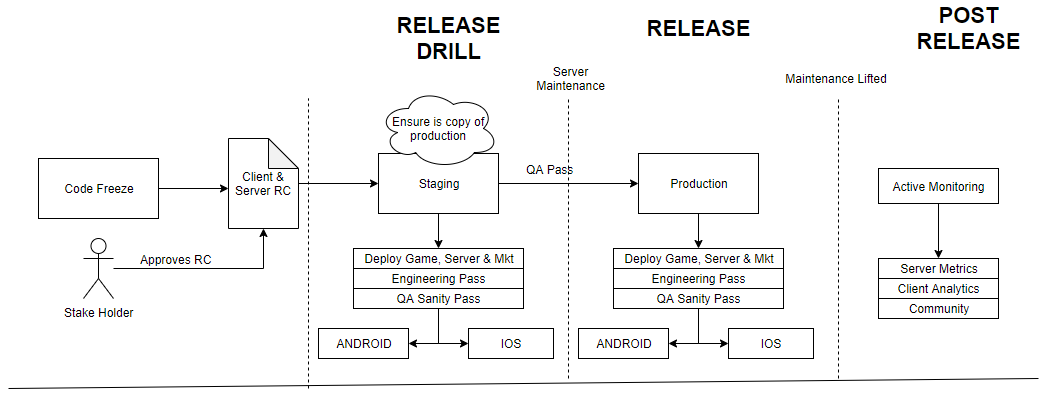 RELEASE
DRILL
RELEASE
POST
RELEASE
Server
Maintenance
Maintenance Lifted
Ensure is copy of
production
Code Freeze
Client &
Server RC
Staging
QA Pass
Production
Active Monitoring
Approves RC
Stake Holder
Deploy Game, Server & Mkt
Engineering Pass
QA Sanity Pass
ANDROID
IOS
Deploy Game, Server & Mkt
Engineering Pass
QA Sanity Pass
ANDROID
IOS
Server Metrics
Client Analytics
Community